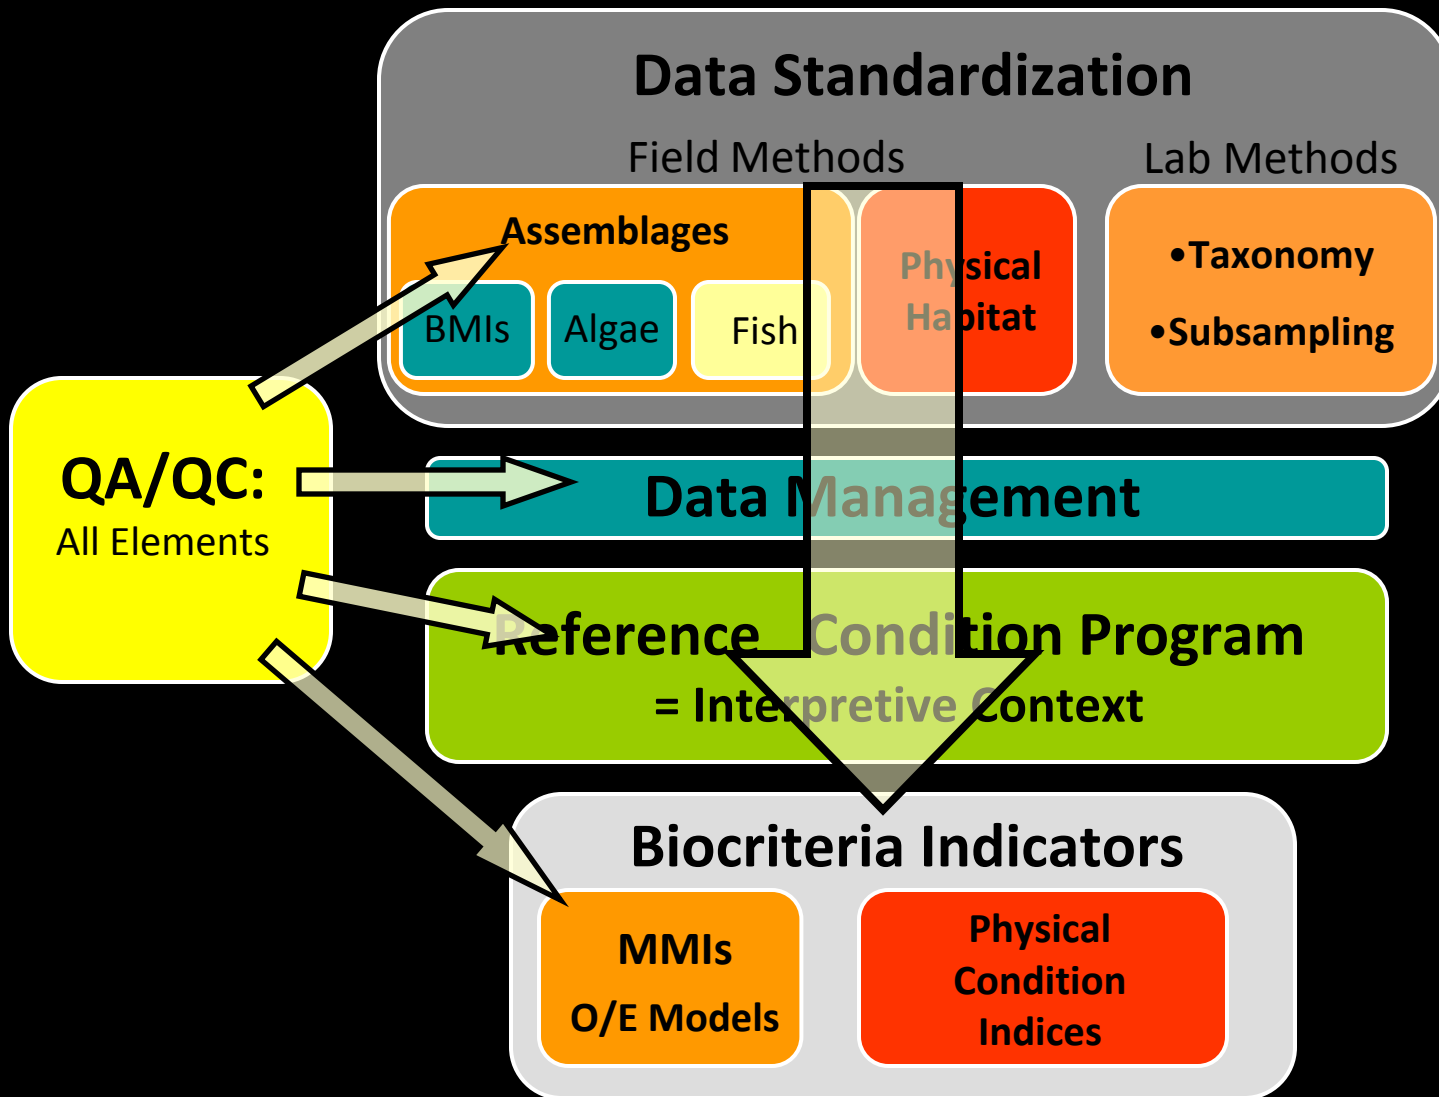 Data Standardization
Field Methods
Lab Methods
Assemblages
BMIs
Algae
Fish
Physical
Habitat
•Taxonomy
•Subsampling
QA/QC:
All Elements
Data Management
Reference Condition Program
= Interpretive Context
Biocriteria Indicators
MMIs
O/E Models
Physical
Condition
Indices